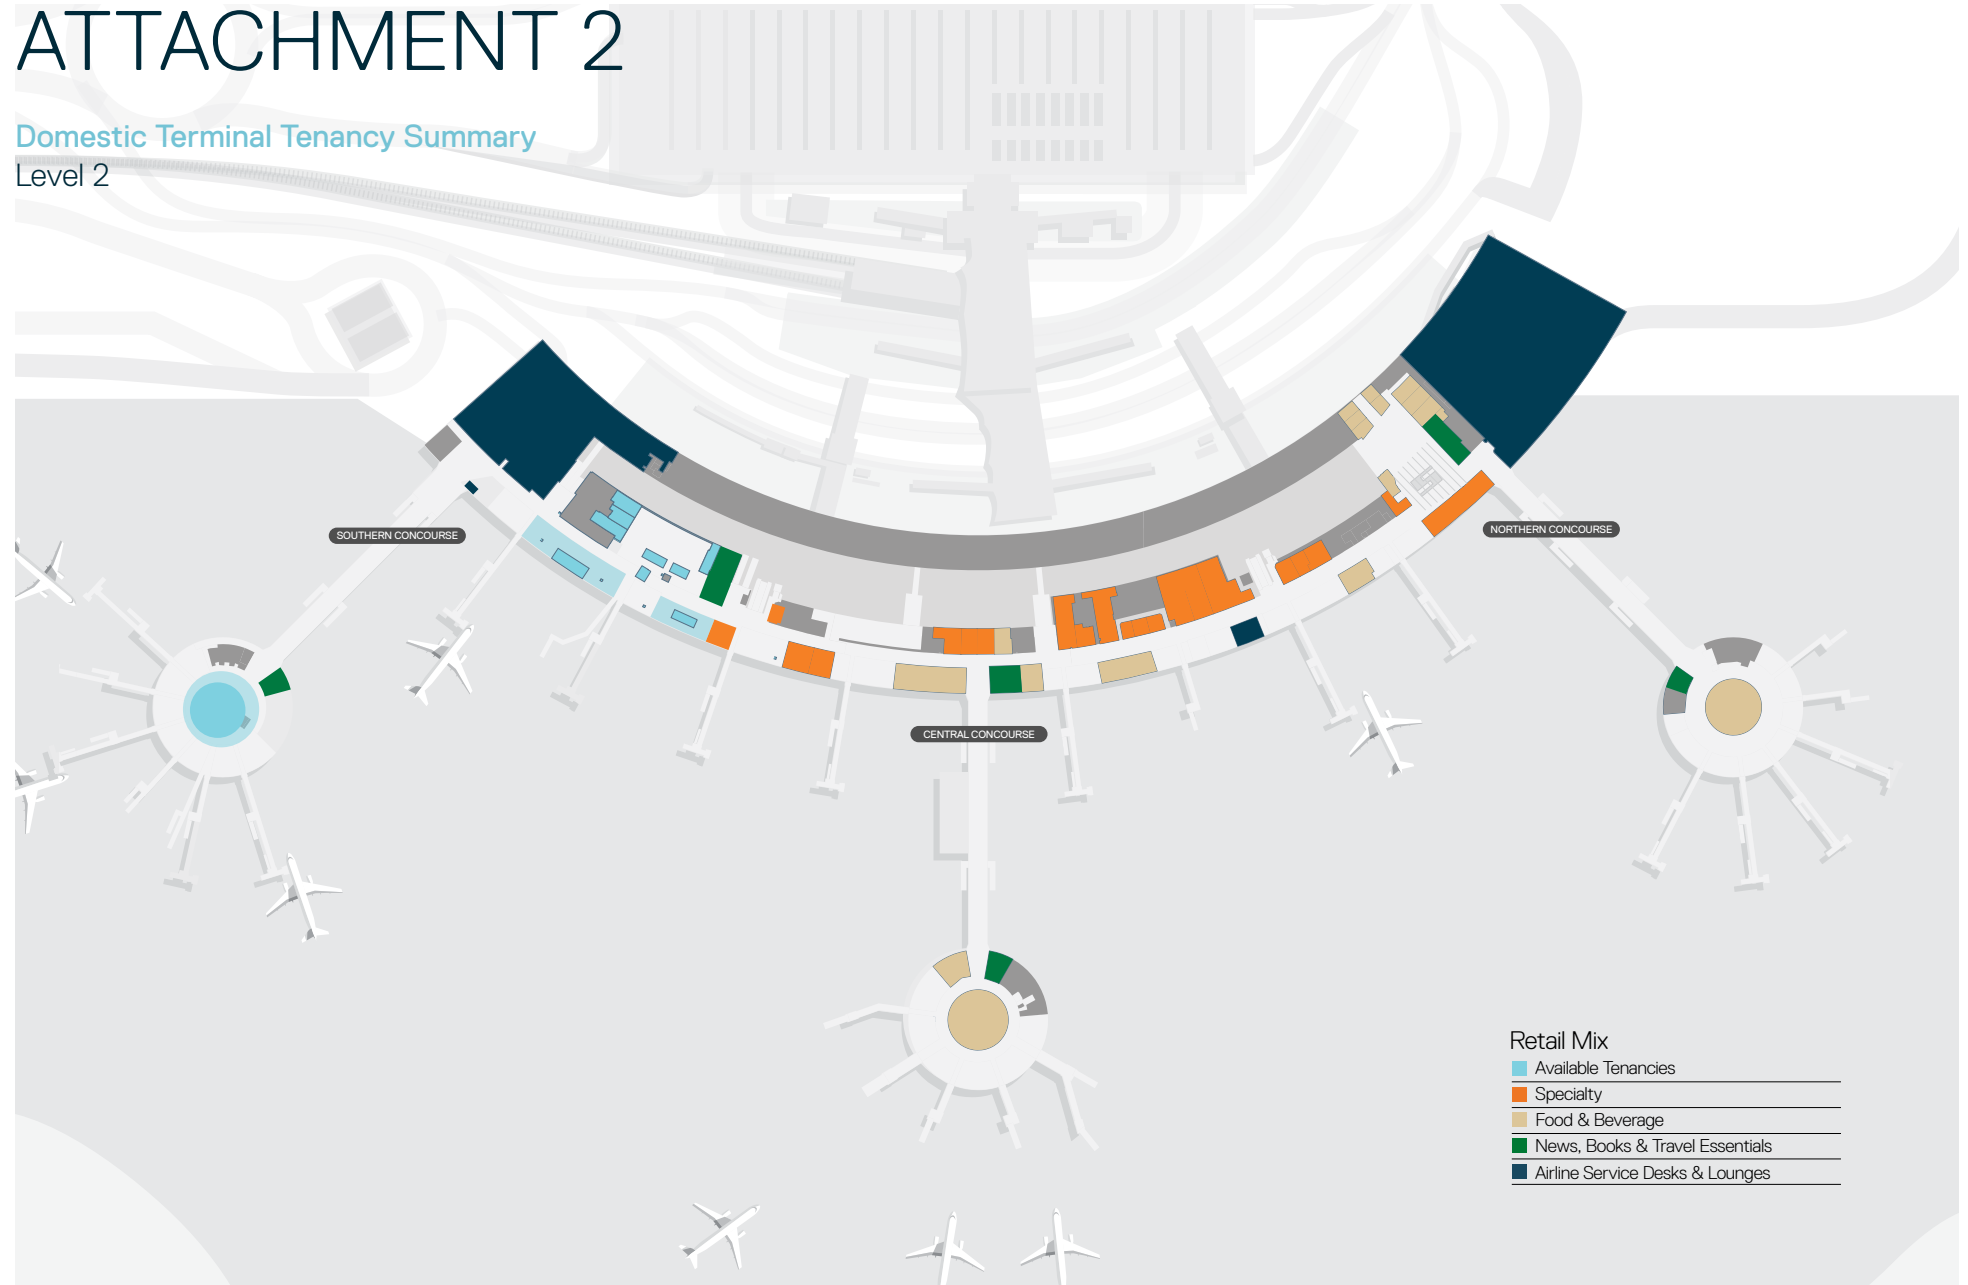 ATTACHMENT 2
Domestic Terminal Tenancy Summary
Level 2
SOUTHERN CONCOURSE
NORTHERN CONCOURSE
CENTRAL CONCOURSE
Retail Mix
Available Tenancies
Specialty
Food & Beverage
News, Books & Travel Essentials
Airline Service Desks & Lounges